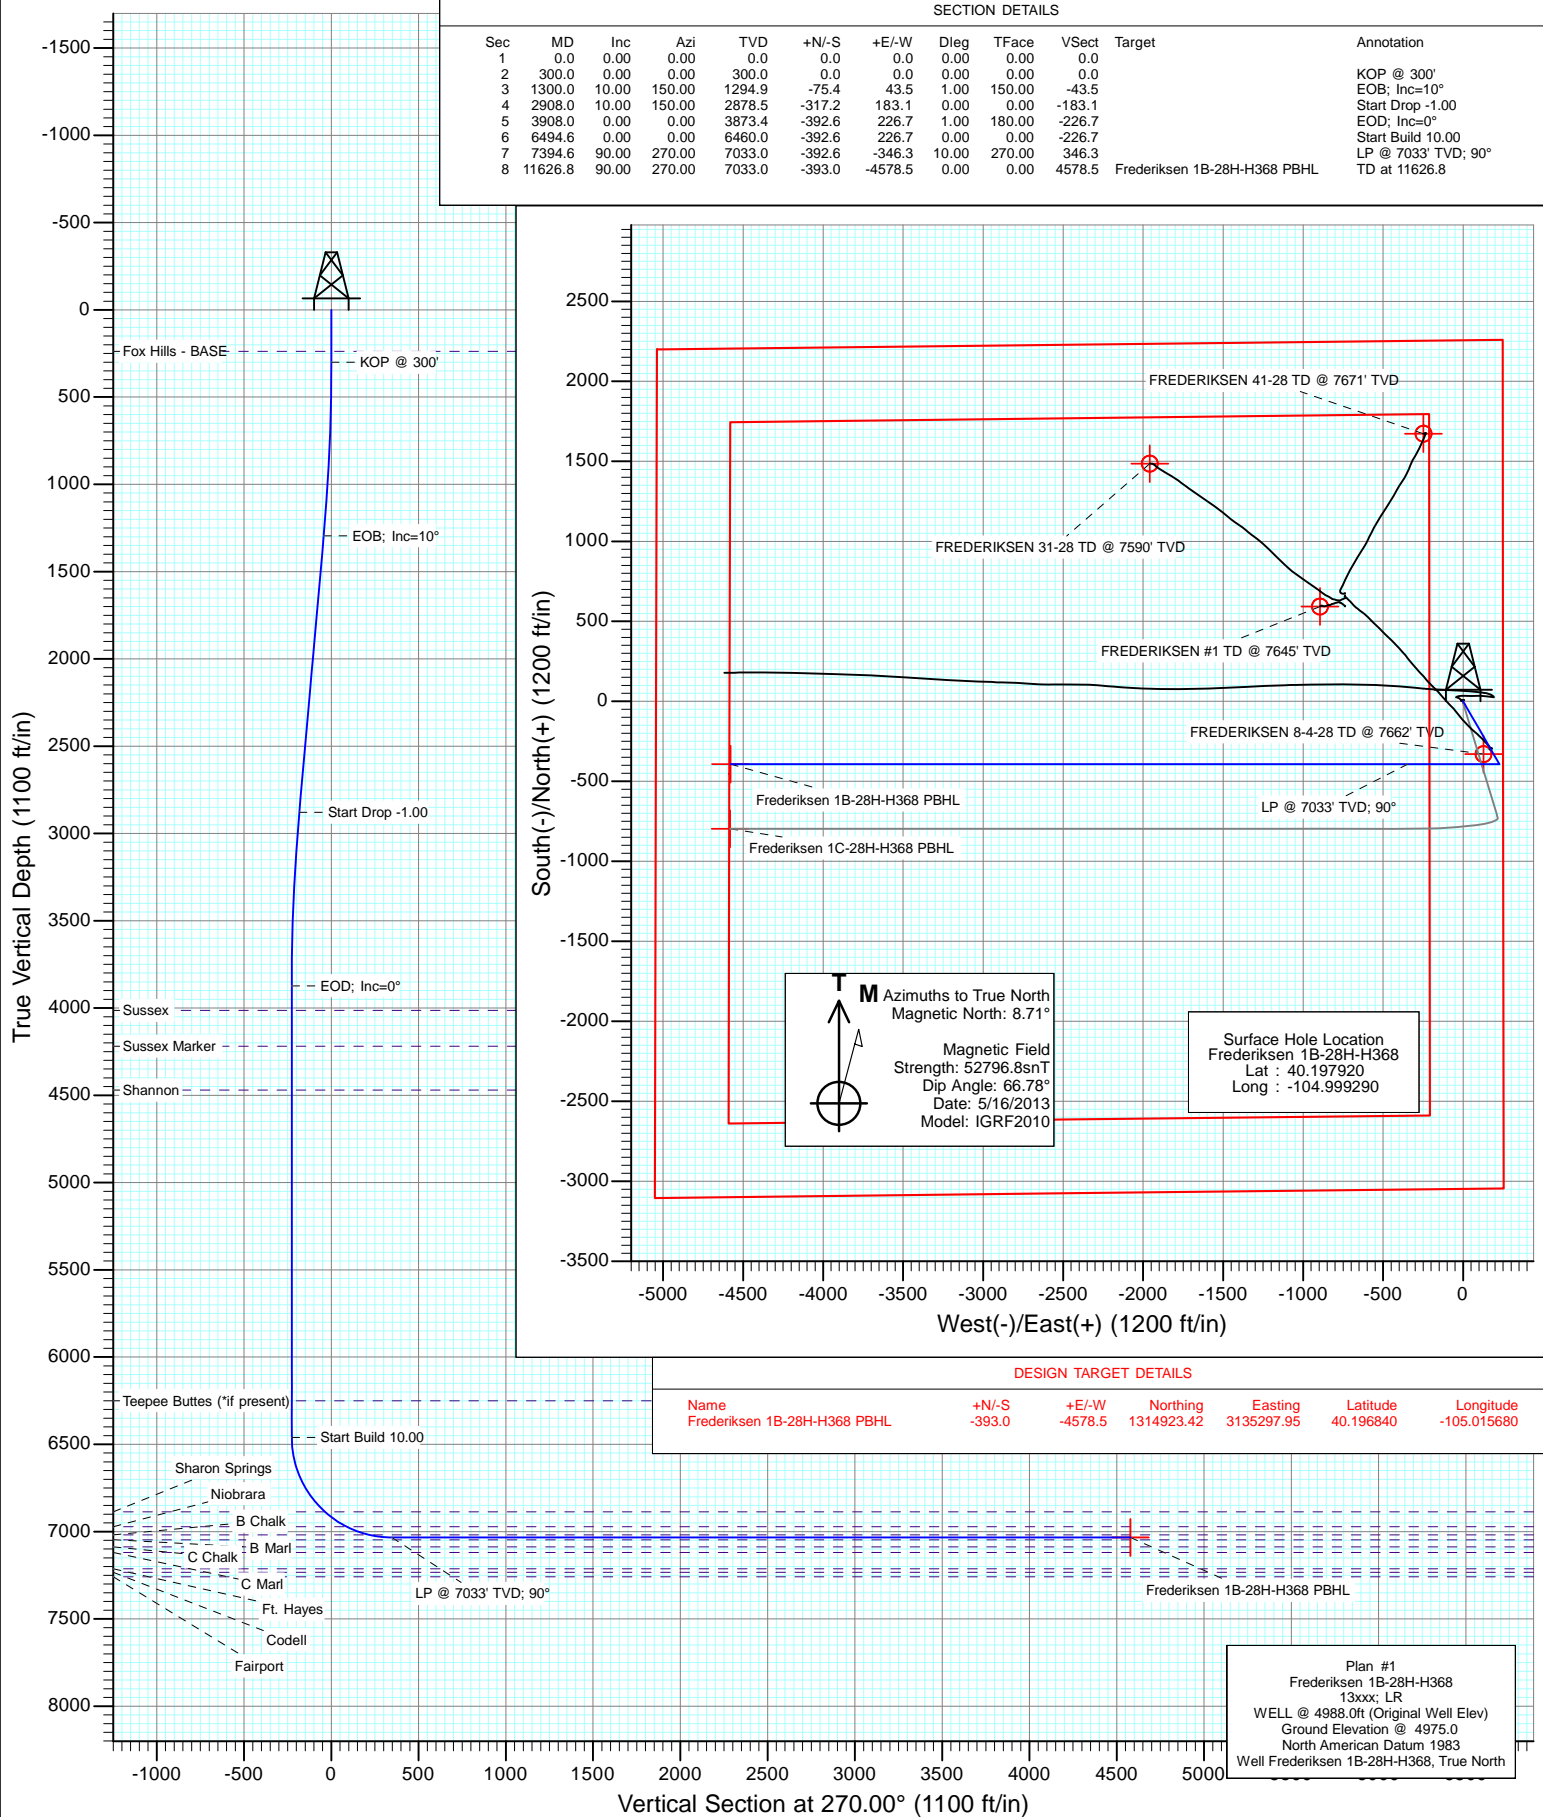 SECTION DETAILS
Sec MD Inc Azi TVD +N/-S +E/-W Dleg TFace VSect Target Annotation
1 0.0 0.00 0.00 0.0 0.0 0.0 0.00 0.00 0.0
2 300.0 0.00 0.00 300.0 0.0 0.0 0.00 0.00 0.0 KOP @ 300'
3 1300.0 10.00 150.00 1294.9 -75.4 43.5 1.00 150.00 -43.5 EOB; Inc=10°
4 2908.0 10.00 150.00 2878.5 -317.2 183.1 0.00 0.00 -183.1 Start Drop -1.00
5 3908.0 0.00 0.00 3873.4 -392.6 226.7 1.00 180.00 -226.7 EOD; Inc=0°
6 6494.6 0.00 0.00 6460.0 -392.6 226.7 0.00 0.00 -226.7 Start Build 10.00
7 7394.6 90.00 270.00 7033.0 -392.6 -346.3 10.00 270.00 346.3 LP @ 7033' TVD; 90°
8 11626.8 90.00 270.00 7033.0 -393.0 -4578.5 0.00 0.00 4578.5 Frederiksen 1B-28H-H368 PBHL TD at 11626.8
True Vertical Depth (1100 ft/in)
-1500
-1000
-500
0
500
1000
1500
2000
2500
3000
3500
4000
4500
5000
5500
6000
6500
7000
7500
8000
Fox Hills - BASE
KOP @ 300'
EOB; Inc=10°
Start Drop -1.00
EOD; Inc=0°
Sussex
Sussex Marker
Shannon
Teepee Buttes (*if present)
Start Build 10.00
Sharon Springs
Niobrara
B Chalk
B Marl
C Chalk
C Marl
Ft. Hayes
Codell
Fairport
LP @ 7033' TVD; 90°
Frederiksen 1B-28H-H368 PBHL
-1000 -500 0 500 1000 1500 2000 2500 3000 3500 4000 4500 5000
Vertical Section at 270.00° (1100 ft/in)
South(-)/North(+) (1200 ft/in)
2500
2000
1500
1000
500
0
-500
-1000
-1500
-2000
-2500
-3000
-3500
FREDERIKSEN 41-28 TD @ 7671' TVD
FREDERIKSEN 31-28 TD @ 7590' TVD
FREDERIKSEN #1 TD @ 7645' TVD
FREDERIKSEN 8-4-28 TD @ 7662' TVD
Frederiksen 1B-28H-H368 PBHL
LP @ 7033' TVD; 90°
Frederiksen 1C-28H-H368 PBHL
T
M
Azimuths to True North
Magnetic North: 8.71°
Magnetic Field
Strength: 52796.8snT
Dip Angle: 66.78°
Date: 5/16/2013
Model: IGRF2010
Surface Hole Location
Frederiksen 1B-28H-H368
Lat : 40.197920
Long : -104.999290
-5000 -4500 -4000 -3500 -3000 -2500 -2000 -1500 -1000 -500 0
West(-)/East(+) (1200 ft/in)
DESIGN TARGET DETAILS
Name +N/-S +E/-W Northing Easting Latitude Longitude
Frederiksen 1B-28H-H368 PBHL -393.0 -4578.5 1314923.42 3135297.95 40.196840 -105.015680
Plan #1
Frederiksen 1B-28H-H368
13xxx; LR
WELL @ 4988.0ft (Original Well Elev)
Ground Elevation @ 4975.0
North American Datum 1983
Well Frederiksen 1B-28H-H368, True North